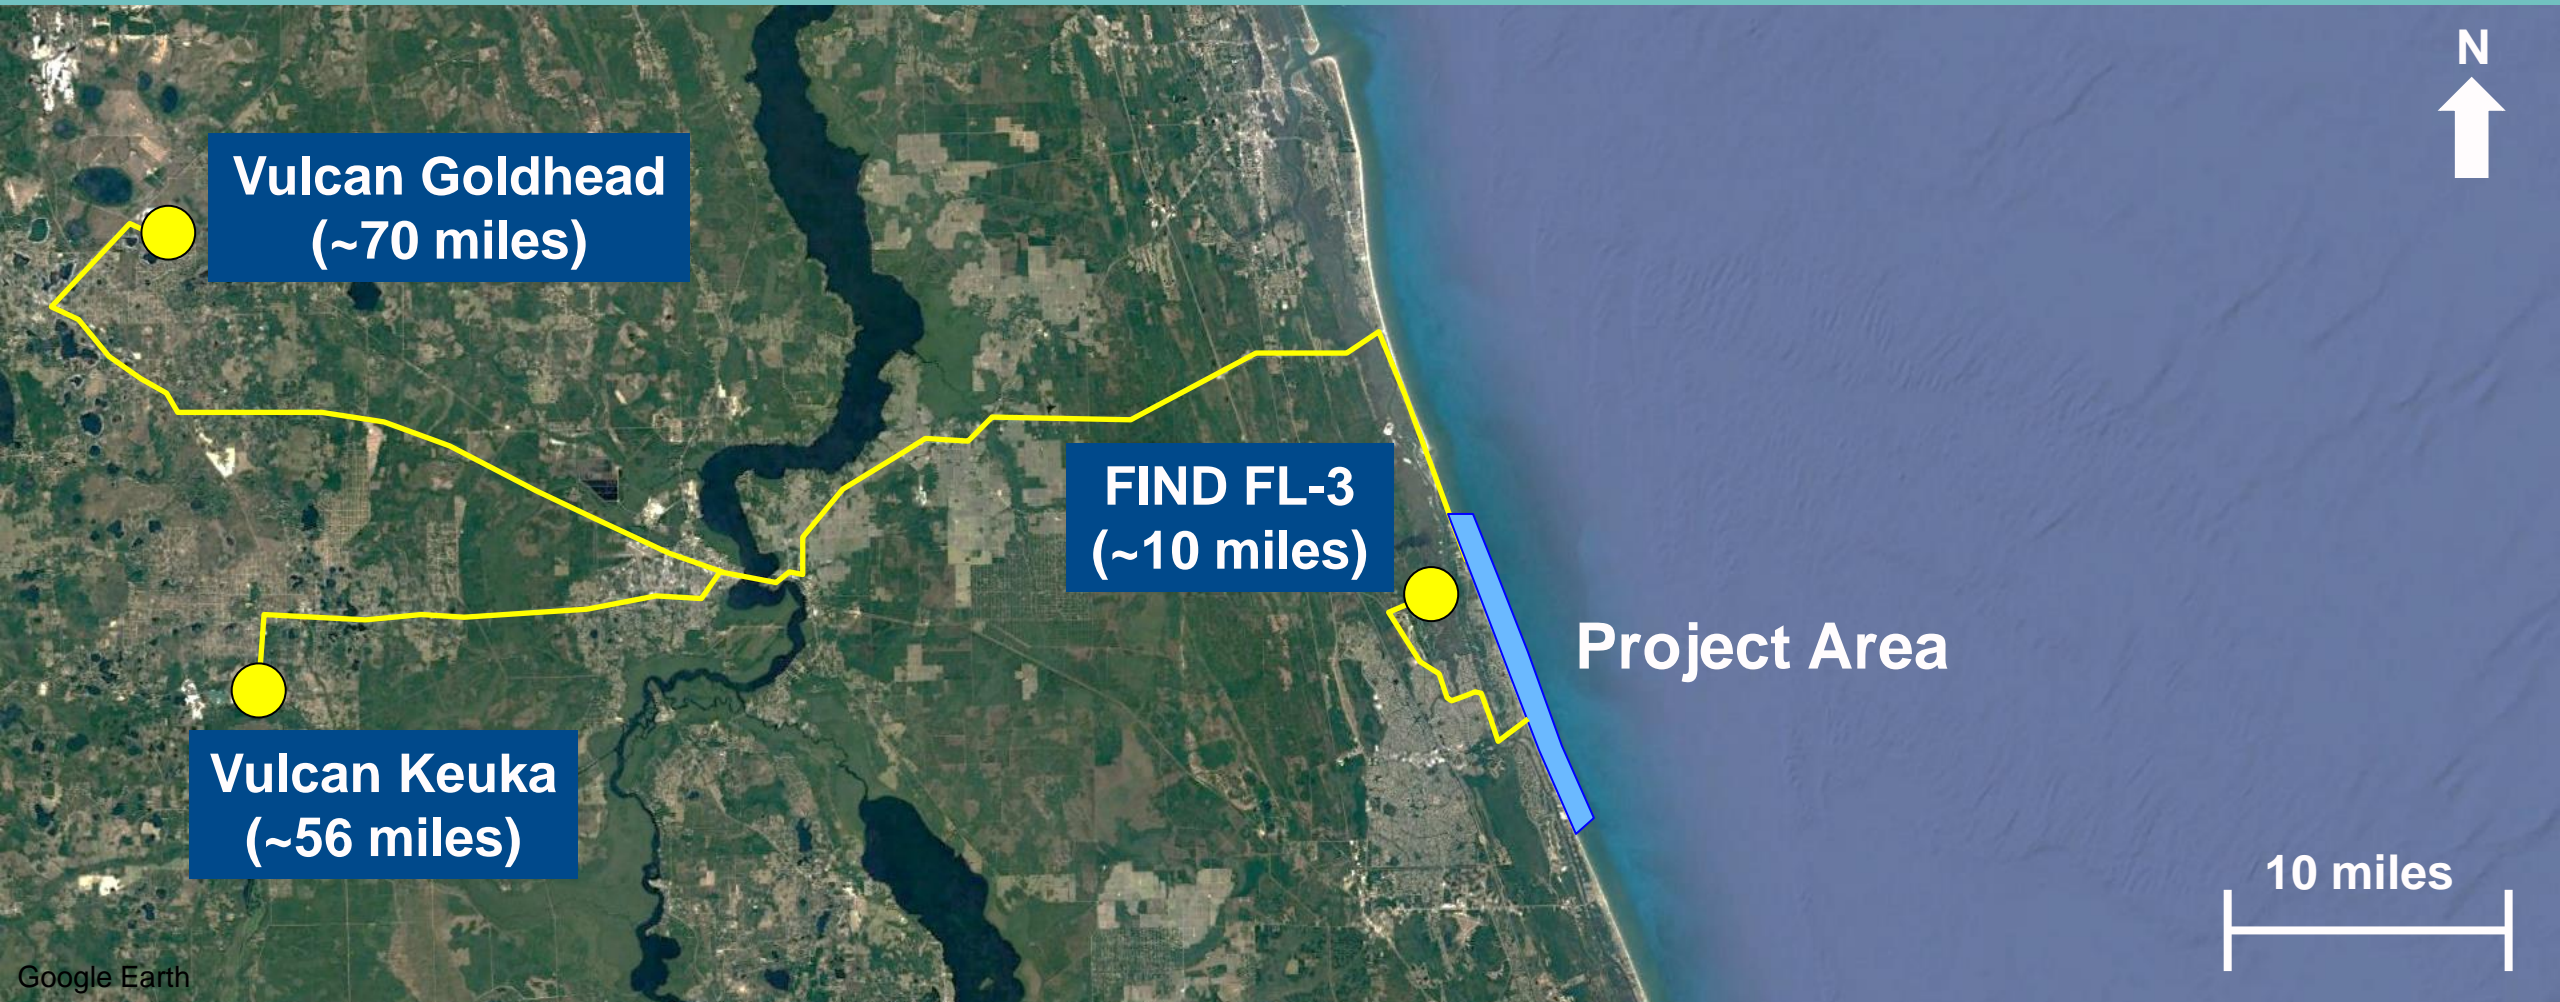 N
Vulcan Goldhead
(~70 miles)
FIND FL-3
(~10 miles)
Project Area
Vulcan Keuka
(~56 miles)
10 miles
Google Earth